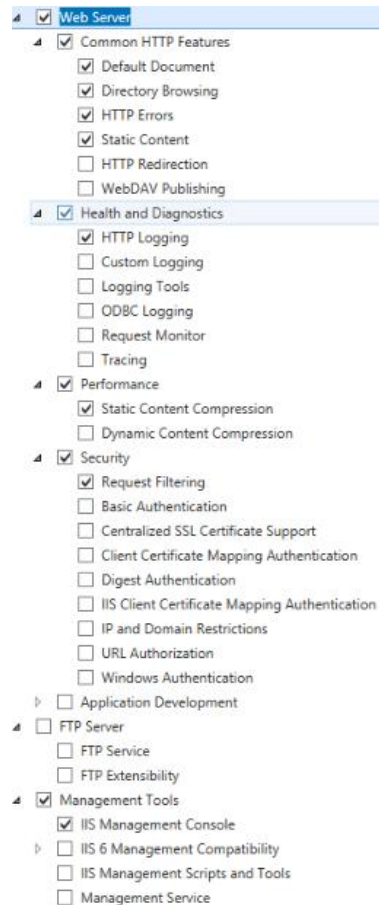 Web Server
Common HTTP Features
Default Document
Directory Browsing
HTTP Errors
Static Content
HTTP Redirection
WebDAV Publishing
Health and Diagnostics
HTTP Logging
Custom Logging
Logging Tools
ODBC Logging
Request Monitor
Tracing
Performance
Static Content Compression
Dynamic Content Compression
Security
Request Filtering
Basic Authentication
Centralized SSL Certificate Support
Client Certificate Mapping Authentication
Digest Authentication
IIS Client Certificate Mapping Authentication
IP and Domain Restrictions
URL Authorization
Windows Authentication
Application Development
FTP Server
FTP Service
FTP Extensibility
Management Tools
IIS Management Console
IIS 6 Management Compatibility
IIS Management Scripts and Tools
Management Service